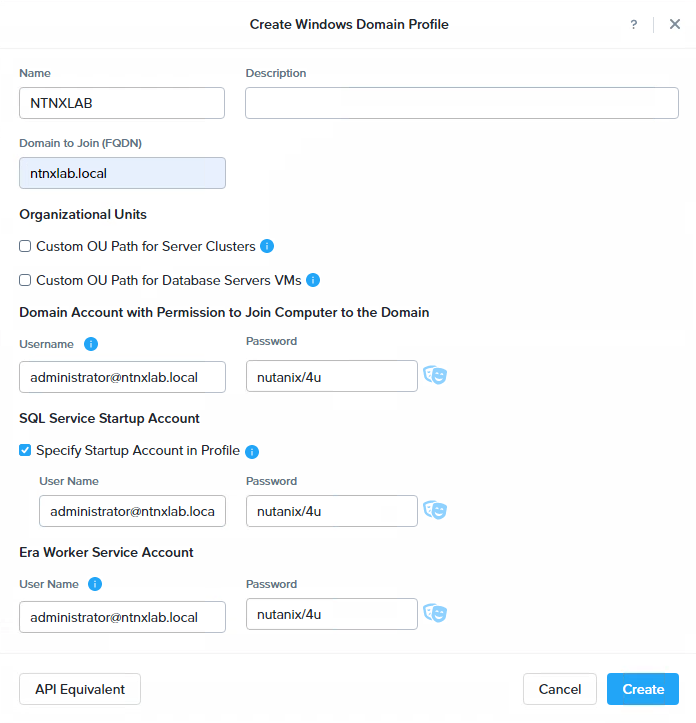 Create Windows Domain Profile
?
Name
Description
NTNXLAB
Domain to Join (FQDN)
ntnxlab.local
Organizational Units
Custom OU Path for Server Clusters
Custom OU Path for Database Servers VMs
Domain Account with Permission to Join Computer to the Domain
Username
Password
administrator@ntnxlab.local
nutanix/4u
SQL Service Startup Account
Specify Startup Account in Profile
User Name
Password
administrator@ntnxlab.loca
nutanix/4u
Era Worker Service Account
User Name
Password
administrator@ntnxlab.local
nutanix/4u
API Equivalent
Cancel
Create